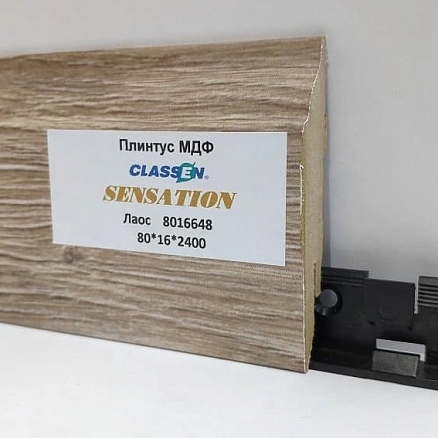 Плинтус МДФ
CLASSEN®
SENSATION
Лаос 8016648
80*16*2400